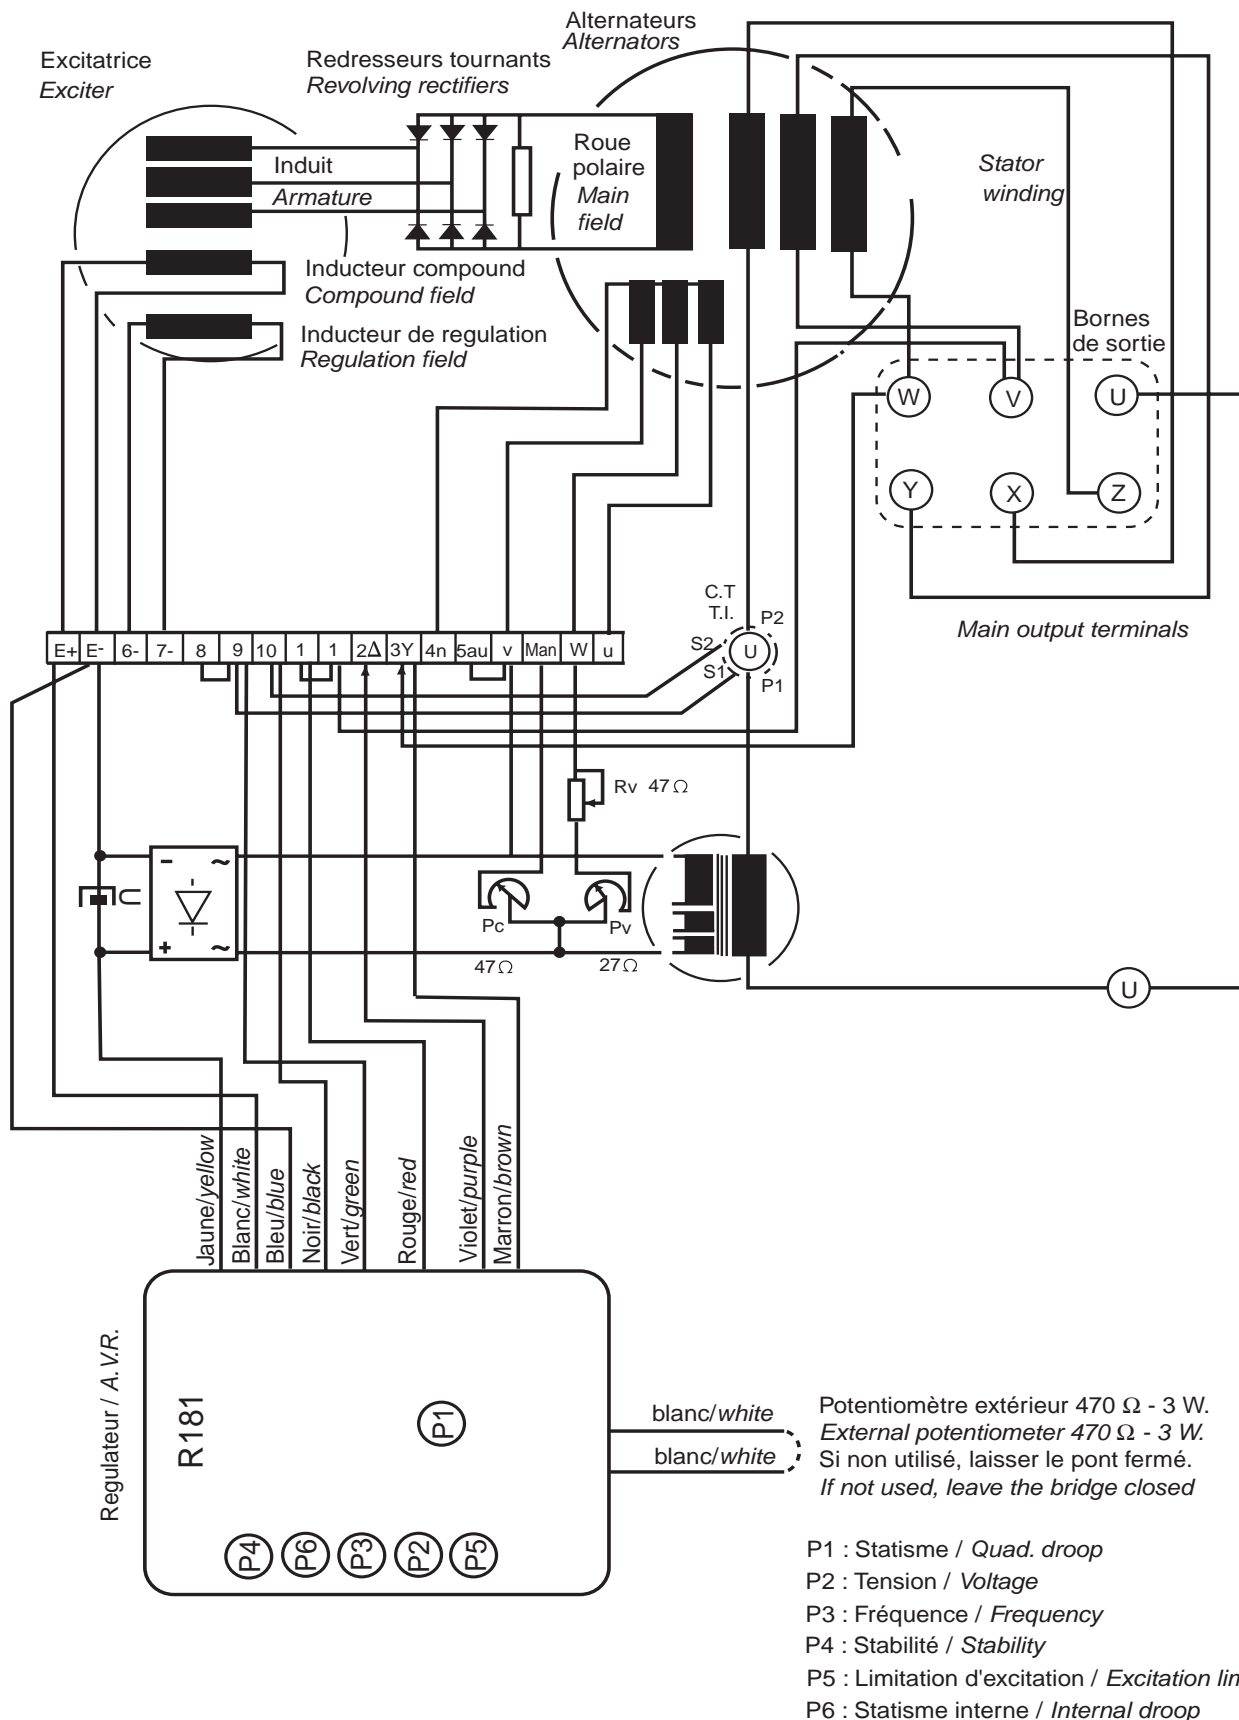 Alternateurs
Alternators
Excitatrice
Exciter
Redresseurs tournants
Revolving rectifiers
Induit
Armature
Roue
polaire
Main
field
Stator
winding
Inducteur compound
Compound field
Inducteur de regulation
Regulation field
Bornes
de sortie
W V U
Y X Z
Main output terminals
C.T
T.I.
P2
S2
U
S1
P1
E+ E- 6- 7- 8 9 10 1 1 2Δ 3Y 4n 5au v Man W u
Rv 47 Ω
- ~
+ ~
Pc Pv
47Ω 27Ω
U
Jaune/yellow
Blanc/white
Bleu/blue
Noir/black
Vert/green
Rouge/red
Violet/purple
Marron/brown
Regulateur / A.V.R.
R181
P1
P4 P6 P3 P2 P5
blanc/white
blanc/white
Potentiomètre extérieur 470 Ω - 3 W.
External potentiometer 470 Ω - 3 W.
Si non utilisé, laisser le pont fermé.
If not used, leave the bridge closed
P1 : Statisme / Quad. droop
P2 : Tension / Voltage
P3 : Fréquence / Frequency
P4 : Stabilité / Stability
P5 : Limitation d'excitation / Excitation lim
P6 : Statisme interne / Internal droop